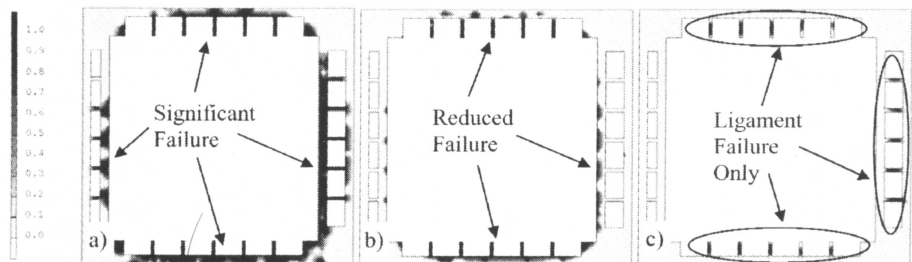 1.0
0.9
0.8
0.7
0.6
0.5
0.4
0.3
0.2
0.1
0.0
Significant
Failure
a)
Reduced
Failure
b)
Ligament
Failure
Only
c)